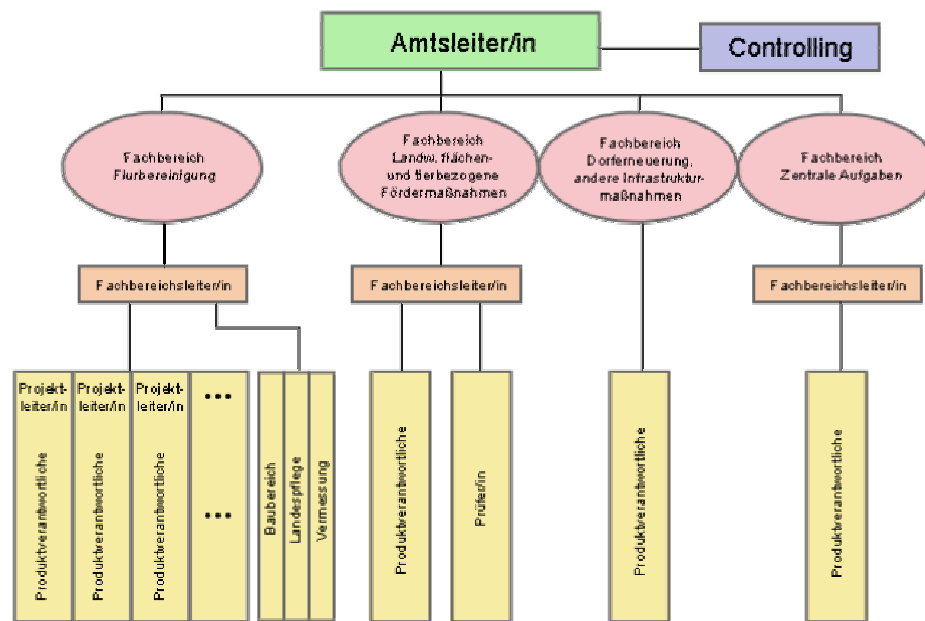 Amtsleiter/in
Controlling
Fachbereich
Flurbereinigung
Fachbereich
Landw. flächen-
und tierbezogene
Fördermaßnahmen
Fachbereich
Dorferneuerung,
andere Infrastruktur-
maßnahmen
Fachbereich
Zentrale Aufgaben
Fachbereichsleiter/in
Fachbereichsleiter/in
Fachbereichsleiter/in
Projekt-
leiter/in
Produktverantwortliche
Projekt-
leiter/in
Produktverantwortliche
Projekt-
leiter/in
Produktverantwortliche
...
...
Baubereich
Landespflege
Vermessung
Produktverantwortliche
Prüfer/in
Produktverantwortliche
Produktverantwortliche